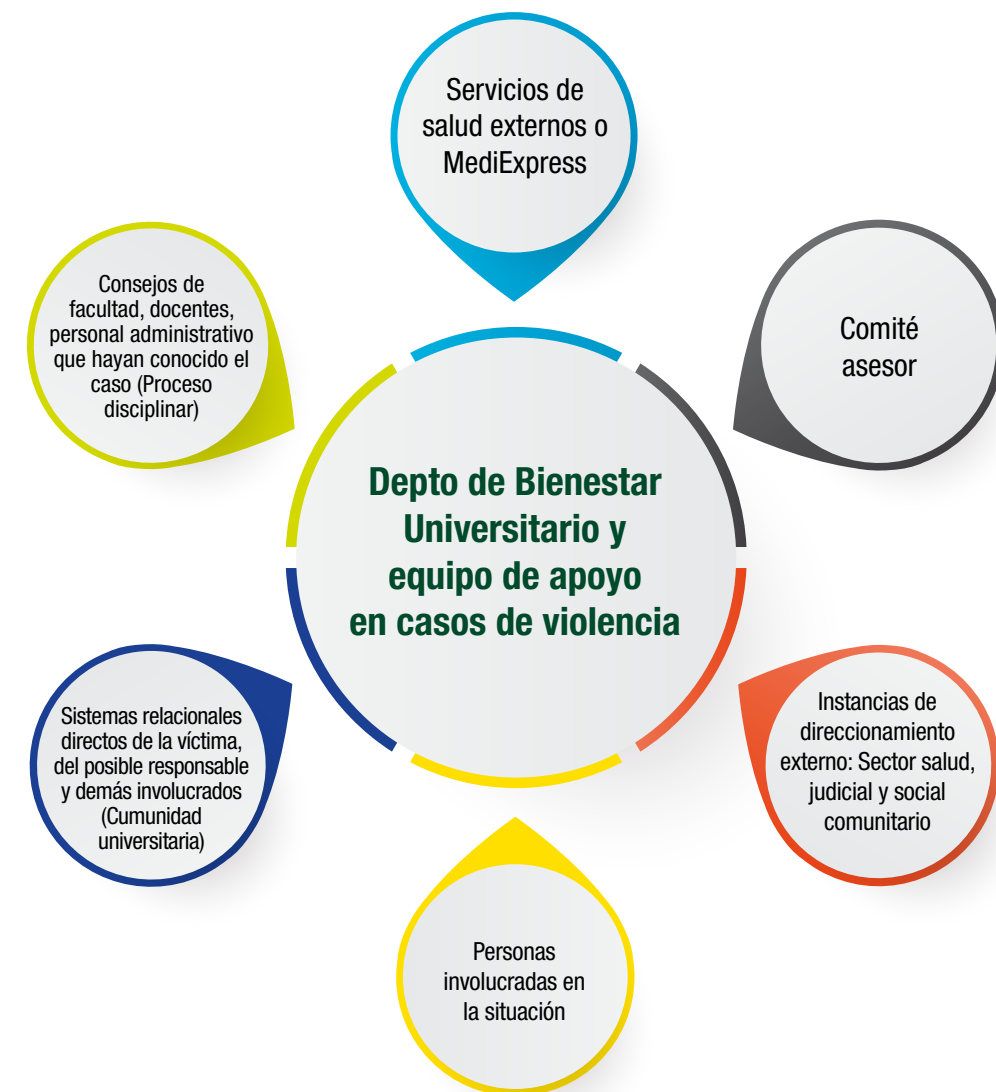 Servicios de
salud externos o
MediExpress
Consejos de
facultad, docentes,
personal administrativo
que hayan conocido el
caso (Proceso
disciplinar)
Comité
asesor
Depto de Bienestar
Universitario y
equipo de apoyo
en casos de violencia
Sistemas relacionales
directos de la víctima,
del posible responsable
y demás involucrados
(Cumunidad
universitaria)
Instancias de
direccionamiento
externo: Sector salud,
judicial y social
comunitario
Personas
involucradas en
la situación